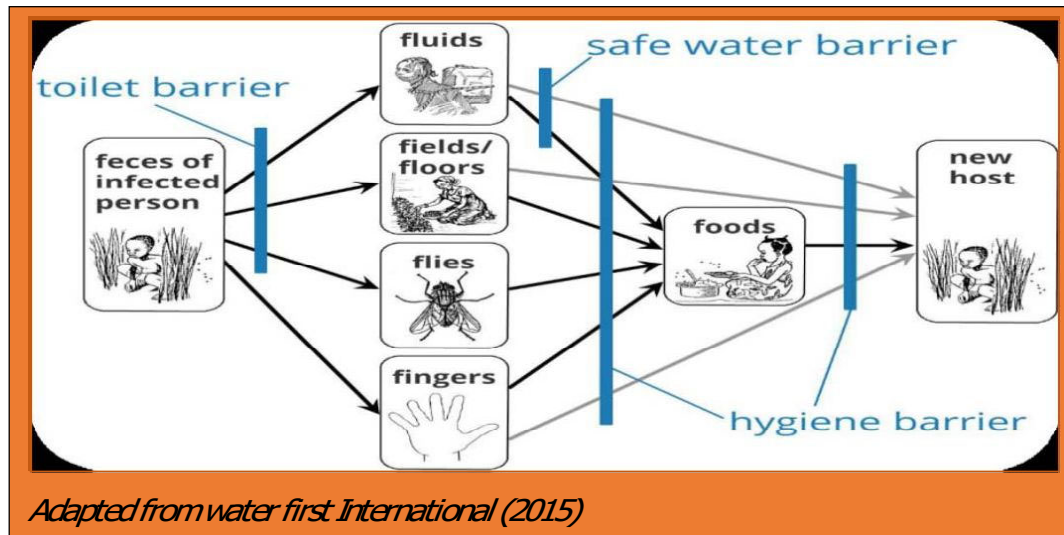 fluids
safe water barrier
toilet barrier
fields/
floors
feces of
infected
person
new
host
foods
flies
fingers
hygiene barrier
Adapted from water first International (2015)